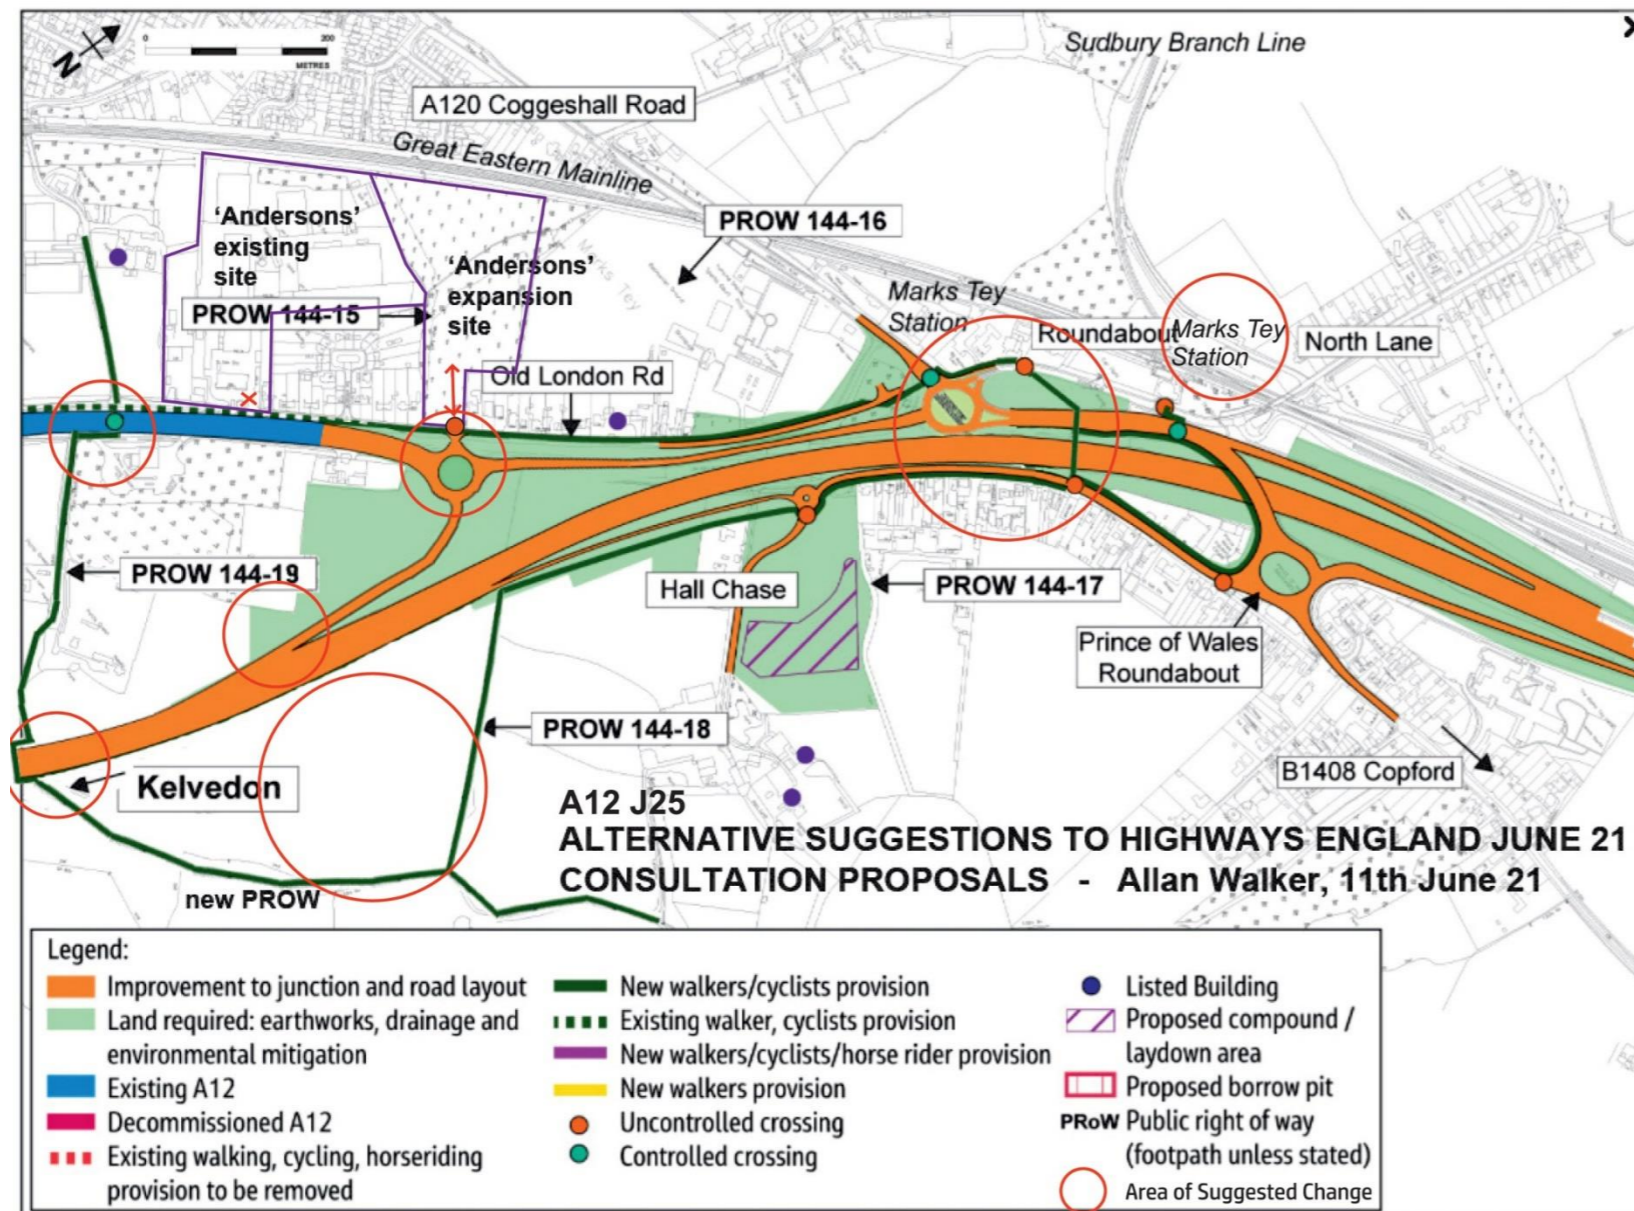 N
0
200
METRES
Sudbury Branch Line
A120 Coggeshall Road
Great Eastern Mainline
'Andersons'
existing
site
PROW 144-16
'Andersons'
expansion
site
Marks Tey
PROW 144-15
Marks Tey
Station
Roundabout
Marks Tey
Station
North Lane
Old London Rd
PROW 144-19
Hall Chase
PROW 144-17
Prince of Wales
Roundabout
PROW 144-18
Kelvedon
B1408 Copford
new PROW
A12 J25
ALTERNATIVE SUGGESTIONS TO HIGHWAYS ENGLAND JUNE 21
CONSULTATION PROPOSALS - Allan Walker, 11th June 21
Legend:
Improvement to junction and road layout
Land required: earthworks, drainage and
environmental mitigation
Existing A12
Decommissioned A12
Existing walking, cycling, horseriding
provision to be removed
New walkers/cyclists provision
Existing walker, cyclists provision
New walkers/cyclists/horse rider provision
New walkers provision
Uncontrolled crossing
Controlled crossing
Listed Building
Proposed compound /
laydown area
Proposed borrow pit
PRoW Public right of way
(footpath unless stated)
Area of Suggested Change